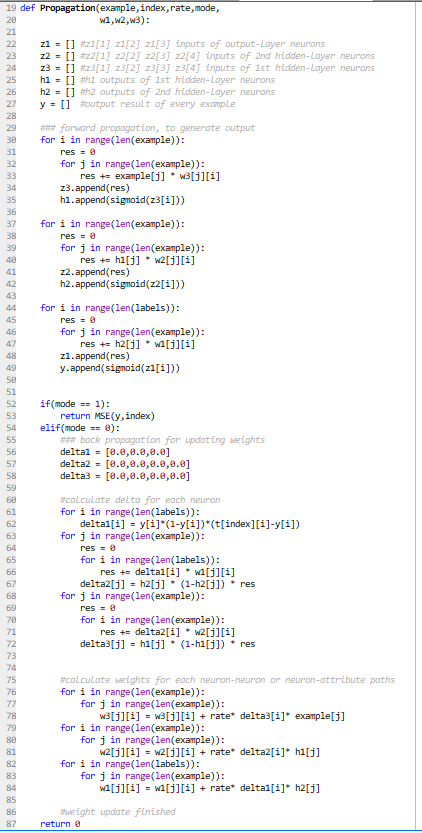 19 def Propagation(example,index,rate,mode,
20 w1,w2,w3):
21
22 z1 = [] #z1[1] z1[2] z1[3] inputs of output-layer neurons
23 z2 = [] #z2[1] z2[2] z2[3] z2[4] inputs of 2nd hidden-layer neurons
24 z3 = [] #z3[1] z3[2] z3[3] z3[4] inputs of 1st hidden-layer neurons
25 h1 = [] #h1 outputs of 1st hidden-layer neurons
26 h2 = [] #h2 outputs of 2nd hidden-layer neurons
27 y = [] #output result of every example
28
29 ### forward propagation, to generate output
30 for i in range(len(example)):
31 res = 0
32 for j in range(len(example)):
33 res += example[j] * w3[j][i]
34 z3.append(res)
35 h1.append(sigmoid(z3[i]))
36
37 for i in range(len(example)):
38 res = 0
39 for j in range(len(example)):
40 res += h1[j] * w2[j][i]
41 z2.append(res)
42 h2.append(sigmoid(z2[i]))
43
44 for i in range(len(labels)):
45 res = 0
46 for j in range(len(example)):
47 res += h2[j] * w1[j][i]
48 z1.append(res)
49 y.append(sigmoid(z1[i]))
50
51
52 if(mode == 1):
53 return MSE(y,index)
54 elif(mode == 0):
55 ### back propagation for updating weights
56 delta1 = [0.0,0.0,0.0]
57 delta2 = [0.0,0.0,0.0,0.0]
58 delta3 = [0.0,0.0,0.0,0.0]
59
60 #calculate delta for each neuron
61 for i in range(len(labels)):
62 delta1[i] = y[i]*(1-y[i])*(t[index][i]-y[i])
63 for j in range(len(example)):
64 res = 0
65 for i in range(len(labels)):
66 res += delta1[i] * w1[j][i]
67 delta2[j] = h2[j] * (1-h2[j]) * res
68 for j in range(len(example)):
69 res = 0
70 for i in range(len(example)):
71 res += delta2[i] * w2[j][i]
72 delta3[j] = h1[j] * (1-h1[j]) * res
73
74
75 #calculate weights for each neuron-neuron or neuron-attribute paths
76 for i in range(len(example)):
77 for j in range(len(example)):
78 w3[j][i] = w3[j][i] + rate* delta3[i]* example[j]
79 for i in range(len(example)):
80 for j in range(len(example)):
81 w2[j][i] = w2[j][i] + rate* delta2[i]* h1[j]
82 for i in range(len(labels)):
83 for j in range(len(example)):
84 w1[j][i] = w1[j][i] + rate* delta1[i]* h2[j]
85
86 #weight update finished
87 return 0